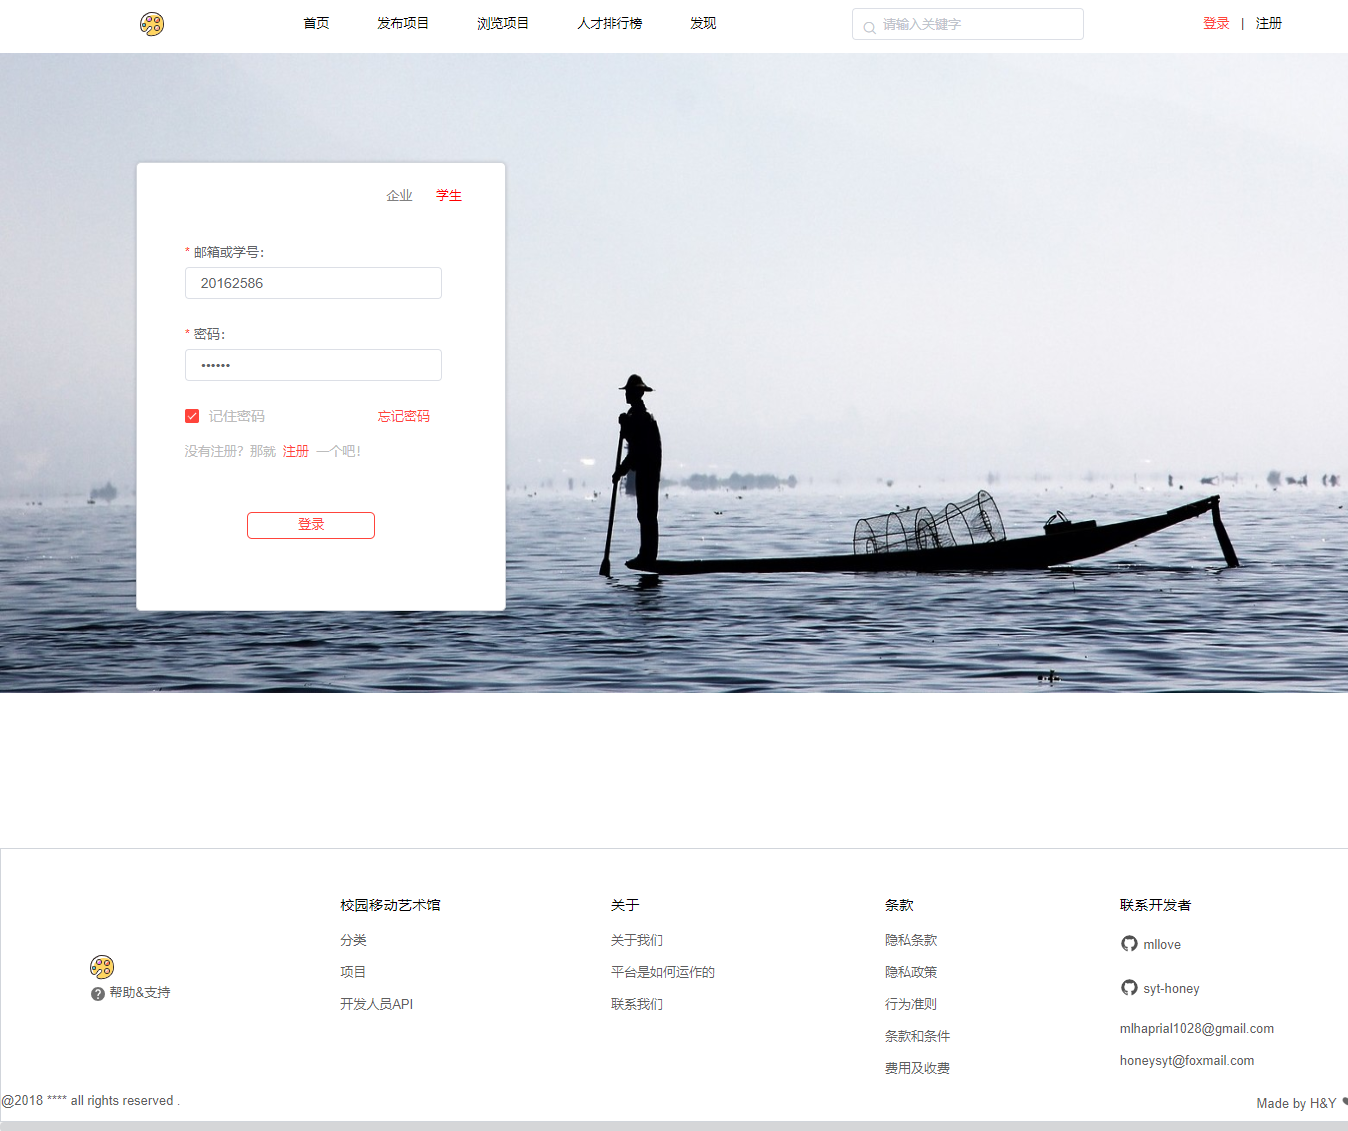 首页 发布项目 浏览项目 人才排行榜 发现 请输入关键字 登录 | 注册
企业 学生
* 邮箱或学号:
20162586
* 密码:
••••••
记住密码 忘记密码
没有注册? 那就 注册 一个吧!
登录
帮助&支持
校园移动艺术馆
分类
项目
开发人员API
关于
关于我们
平台是如何运作的
联系我们
条款
隐私条款
隐私政策
行为准则
条款和条件
费用及收费
联系开发者
mllove
syt-honey
mlhaprial1028@gmail.com
honeysyt@foxmail.com
@2018 **** all rights reserved .
Made by H&Y